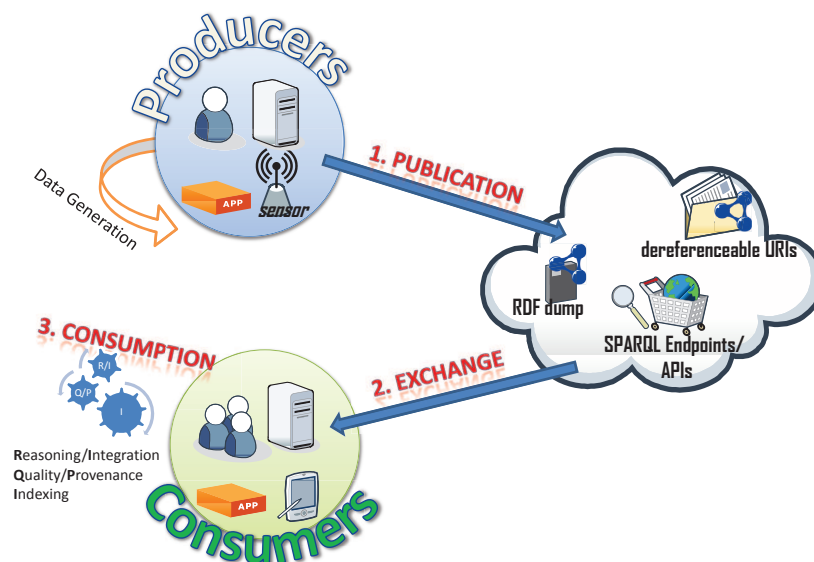 Producers
Data Generation
APP
sensor
1. PUBLICATION
dereferenceable URIs
RDF dump
SPARQL Endpoints/
APIs
2. EXCHANGE
3. CONSUMPTION
R/I
Q/P
I
Reasoning/Integration
Quality/Provenance
Indexing
APP
Consumers